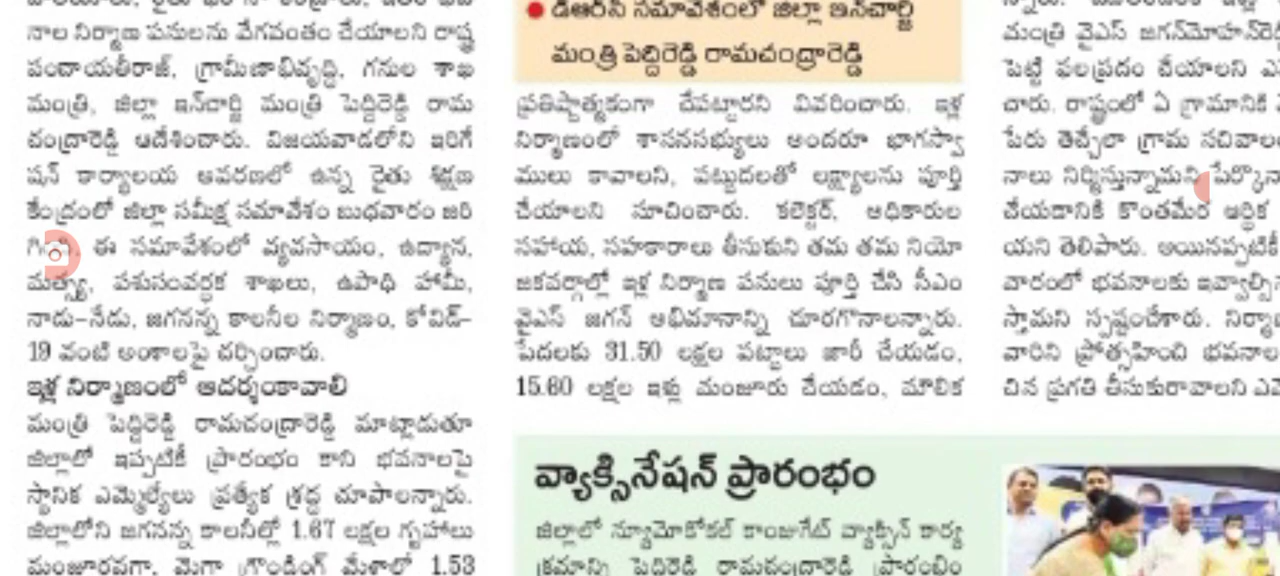 నాల నిర్మాణ పనులను వేగవంతం చేయాలని రాష్ట్ర
పంచాయతీరాజ్, గ్రామీణాభివృద్ధి, గనుల శాఖ
మంత్రి, జిల్లా ఇన్‌చార్జి మంత్రి పెద్దిరెడ్డి రామ
చంద్రారెడ్డి ఆదేశించారు. విజయవాడలోని ఇరిగే
షన్ కార్యాలయ ఆవరణలో ఉన్న రైతు శిక్షణ
కేంద్రంలో జిల్లా సమీక్ష సమావేశం బుధవారం జరి
ఈ సమావేశంలో వ్యవసాయం, ఉద్యాన,
మత్స్య, పశుసంవర్ధక శాఖలు, ఉపాధి హామీ,
నాడు-నేడు, జగనన్న కాలనీల నిర్మాణం, కోవిడ్-
19 వంటి అంశాలపై చర్చించారు.
ఇళ్ల నిర్మాణంలో ఆదర్శంకావాలి
మంత్రి పెద్దిరెడ్డి రామచంద్రారెడ్డి మాట్లాడుతూ
జిల్లాలో ఇప్పటికీ ప్రారంభం కాని భవనాలపై
స్థానిక ఎమ్మెల్యేలు ప్రత్యేక శ్రద్ధ చూపాలన్నారు.
జిల్లాలోని జగనన్న కాలనీల్లో 1.67 లక్షల గృహాలు
మంజూరవగా, మెగా గ్రౌండింగ్ మేళాలో 1.53
డీఆర్‌సీ సమావేశంలో జిల్లా ఇన్‌చార్జి
మంత్రి పెద్దిరెడ్డి రామచంద్రారెడ్డి
ప్రతిష్టాత్మకంగా చేపట్టారని వివరించారు. ఇళ్ల
నిర్మాణంలో శాసనసభ్యులు అందరూ భాగస్వా
ములు కావాలని, పట్టుదలతో లక్ష్యాలను పూర్తి
చేయాలని సూచించారు. కలెక్టర్, అధికారుల
సహాయ, సహకారాలు తీసుకుని తమ తమ నియో
జకవర్గాల్లో ఇళ్ల నిర్మాణ పనులు పూర్తి చేసి సీఎం
వైఎస్ జగన్ అభిమానాన్ని చూరగొనాలన్నారు.
పేదలకు 31.50 లక్షల పట్టాలు జారీ చేయడం,
15.60 లక్షల ఇళ్లు మంజూరు చేయడం, మౌలిక
వ్యాక్సినేషన్ ప్రారంభం
జిల్లాలో న్యూమోకోకల్ కాంజుగేట్ వ్యాక్సిన్ కార్య
క్రమాన్ని పెద్దిరెడ్డి రామచంద్రారెడ్డి ప్రారంభిం
మంత్రి వైఎస్ జగన్‌మోహన్‌రెడ్డి
పెట్టి ఫలప్రదం చేయాలని
చారు. రాష్ట్రంలో ఏ గ్రామానికి
పేరు తెచ్చేలా గ్రామ
నాలు నిర్మిస్తున్నామని
చేయడానికి కొంతమేర ఆర్థిక
యని తెలిపారు. అయినప్పటికీ
వారంలో భవనాలకు
స్తామని స్పష్టంచేశారు.
వారిని ప్రోత్సహించి
చిన ప్రగతి తీసుకురావాలని